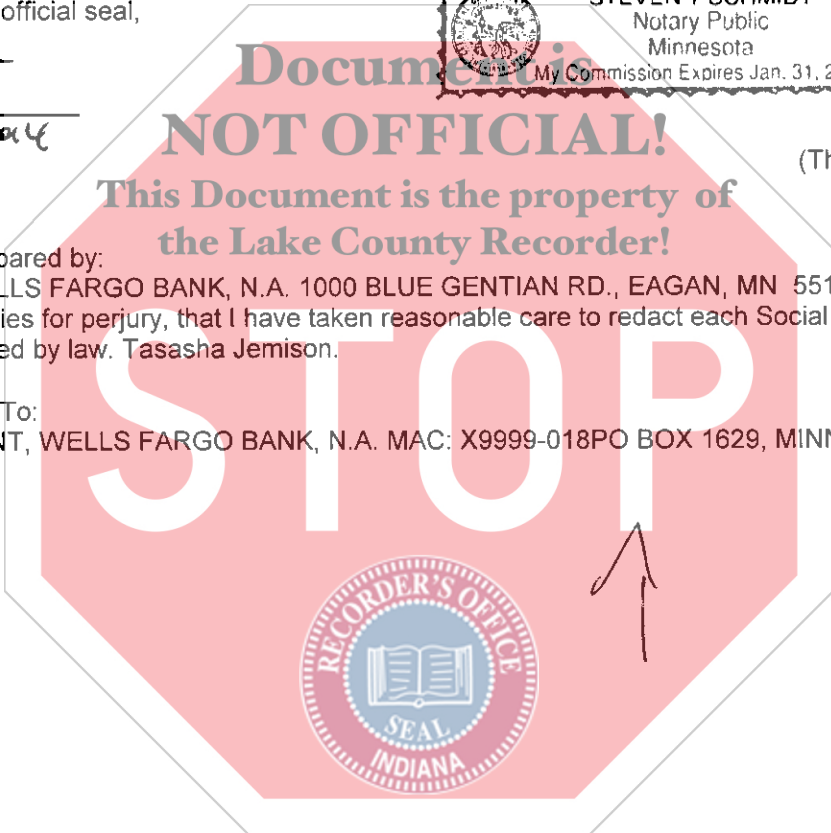 official seal,
Notary Public
Minnesota
My Commission Expires Jan. 31, 2
Document is
NOT OFFICIAL!
(Th
This Document is the property of
the Lake County Recorder!
pared by:
LLS FARGO BANK, N.A. 1000 BLUE GENTIAN RD., EAGAN, MN 551
ies for perjury, that I have taken reasonable care to redact each Social
ed by law. Tasasha Jemison.
STOP
To:
NT, WELLS FARGO BANK, N.A. MAC: X9999-018PO BOX 1629, MINN
RECORDER'S OFFICE
SEAL
INDIANA